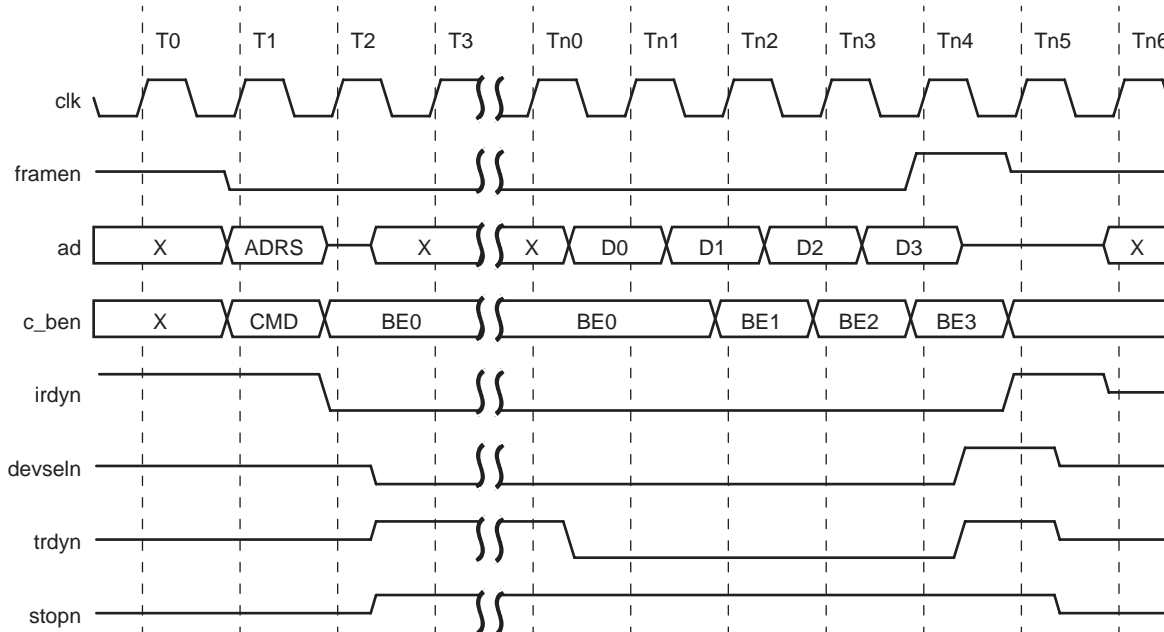 T0 T1 T2 T3 Tn0 Tn1 Tn2 Tn3 Tn4 Tn5 Tn6
clk
framen
ad X ADRS X X D0 D1 D2 D3 X
c_ben X CMD BE0 BE0 BE1 BE2 BE3
irdyn
devseln
trdyn
stopn